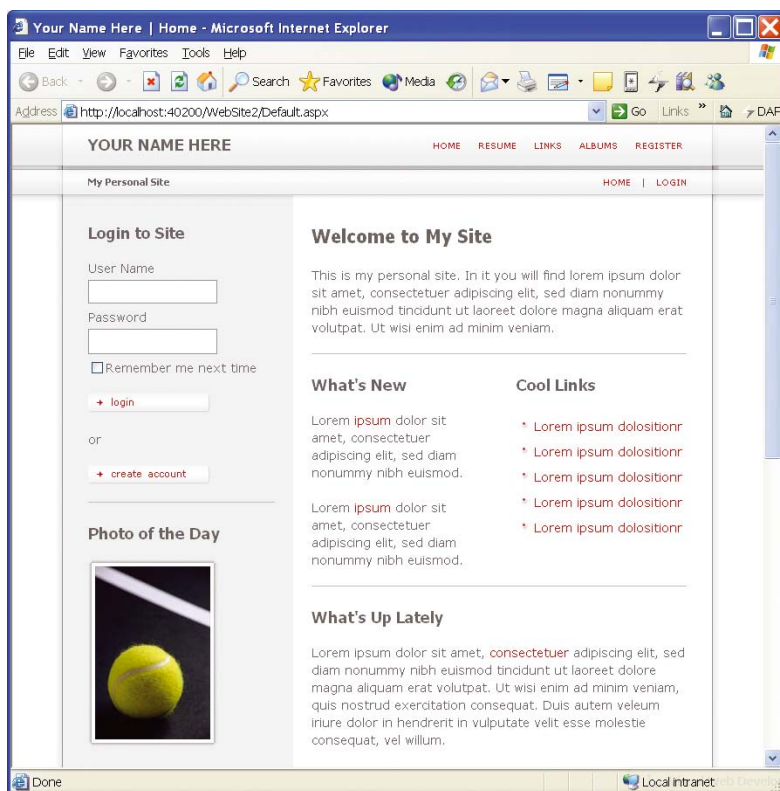 Your Name Here | Home - Microsoft Internet Explorer
File Edit View Favorites Tools Help
Back Search Favorites Media
Address http://localhost:40200/WebSite2/Default.aspx Go Links » DAF
YOUR NAME HERE HOME RESUME LINKS ALBUMS REGISTER
My Personal Site HOME | LOGIN
Login to Site
User Name
Password
Remember me next time
login
or
create account
Photo of the Day
Welcome to My Site
This is my personal site. In it you will find lorem ipsum dolor
sit amet, consectetuer adipiscing elit, sed diam nonummy
nibh euismod tincidunt ut laoreet dolore magna aliquam erat
volutpat. Ut wisi enim ad minim veniam.
What's New
Lorem ipsum dolor sit
amet, consectetuer
adipiscing elit, sed diam
nonummy nibh euismod.
Lorem ipsum dolor sit
amet, consectetuer
adipiscing elit, sed diam
nonummy nibh euismod.
Cool Links
Lorem ipsum dolositionr
Lorem ipsum dolositionr
Lorem ipsum dolositionr
Lorem ipsum dolositionr
Lorem ipsum dolositionr
What's Up Lately
Lorem ipsum dolor sit amet, consectetuer adipiscing elit, sed
diam nonummy nibh euismod tincidunt ut laoreet dolore
magna aliquam erat volutpat. Ut wisi enim ad minim veniam,
quis nostrud exercitation consequat. Duis autem veleum
iriure dolor in hendrerit in vulputate velit esse molestie
consequat, vel willum.
Done Local intranet